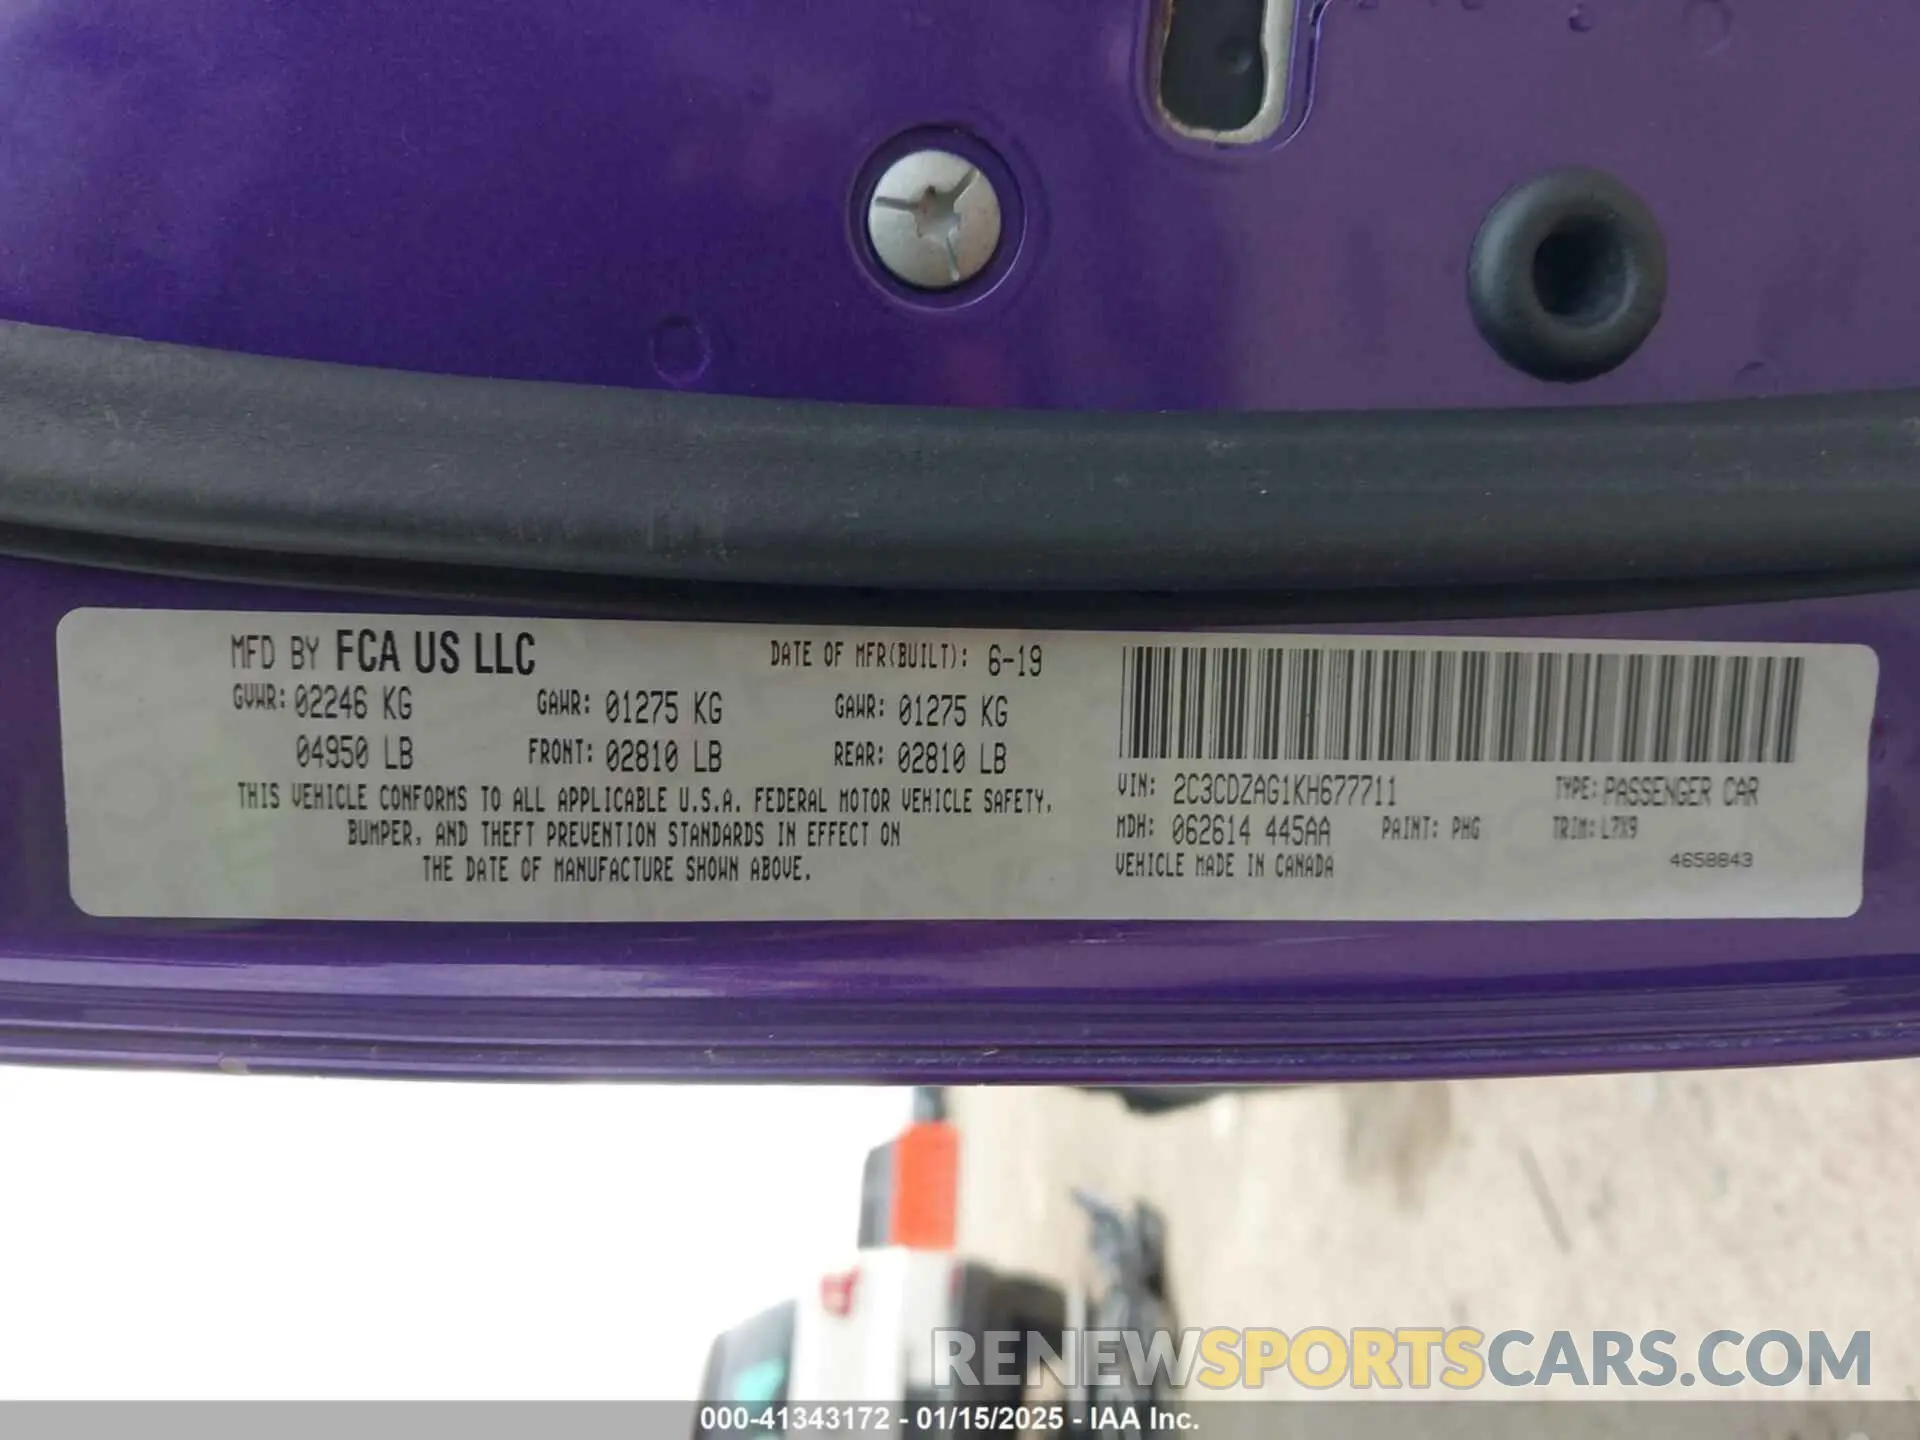 MFD BY FCA US LLC DATE OF MFR(BUILT): 6-19
GVWR: 02246 KG GAWR: 01275 KG GAWR: 01275 KG
04950 LB FRONT: 02810 LB REAR: 02810 LB
THIS VEHICLE CONFORMS TO ALL APPLICABLE U.S.A. FEDERAL MOTOR VEHICLE SAFETY,
BUMPER, AND THEFT PREVENTION STANDARDS IN EFFECT ON
THE DATE OF MANUFACTURE SHOWN ABOVE.
VIN: 2C3CDZAG1KH677711 TYPE: PASSENGER CAR
MDH: 062614 445AA PAINT: PHG TRIM: L7X9
VEHICLE MADE IN CANADA 4658843
RENEWSPORTSCARS.COM
000-41343172 - 01/15/2025 - IAA Inc.